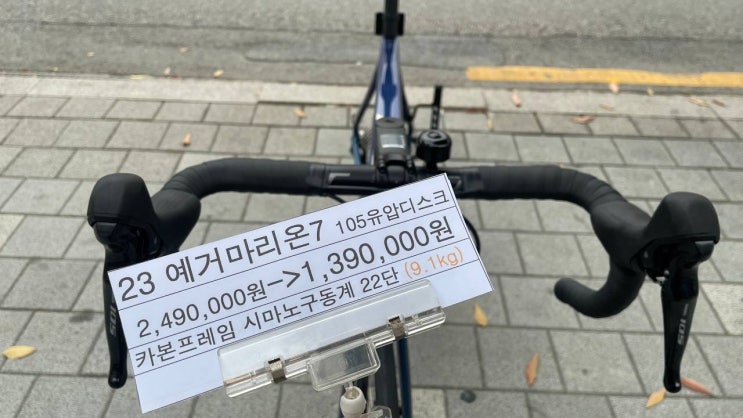 23 예거마리온7 105유압디스크
2,490,000원->1,390,000원
카본프레임 시마노구동계 22단 (9.1kg)
105
105